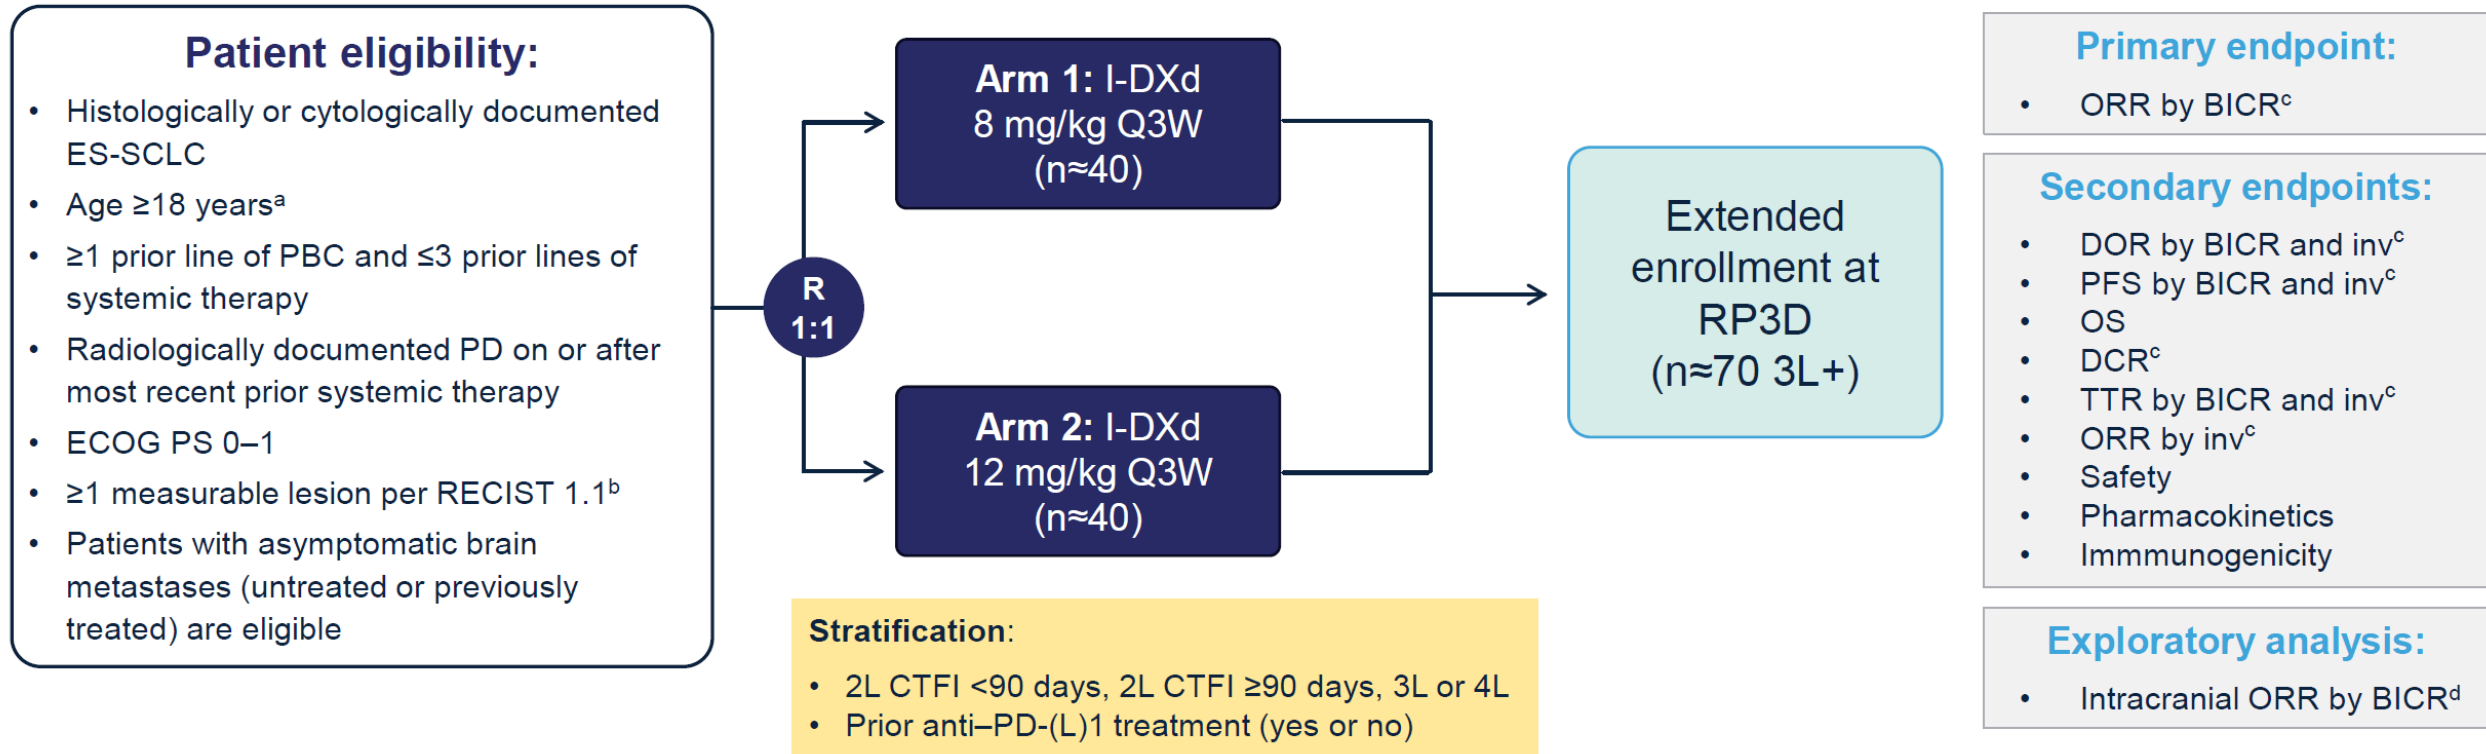 Patient eligibility:
• Histologically or cytologically documented
ES-SCLC
• Age ≥18 yearsᵃ
• ≥1 prior line of PBC and ≤3 prior lines of
systemic therapy
• Radiologically documented PD on or after
most recent prior systemic therapy
• ECOG PS 0–1
• ≥1 measurable lesion per RECIST 1.1ᵇ
• Patients with asymptomatic brain
metastases (untreated or previously
treated) are eligible
R
1:1
Arm 1: I-DXd
8 mg/kg Q3W
(n≈40)
Arm 2: I-DXd
12 mg/kg Q3W
(n≈40)
Stratification:
• 2L CTFI <90 days, 2L CTFI ≥90 days, 3L or 4L
• Prior anti–PD-(L)1 treatment (yes or no)
Extended
enrollment at
RP3D
(n≈70 3L+)
Primary endpoint:
• ORR by BICRᶜ
Secondary endpoints:
• DOR by BICR and invᶜ
• PFS by BICR and invᶜ
• OS
• DCRᶜ
• TTR by BICR and invᶜ
• ORR by invᶜ
• Safety
• Pharmacokinetics
• Immmunogenicity
Exploratory analysis:
• Intracranial ORR by BICRᵈ